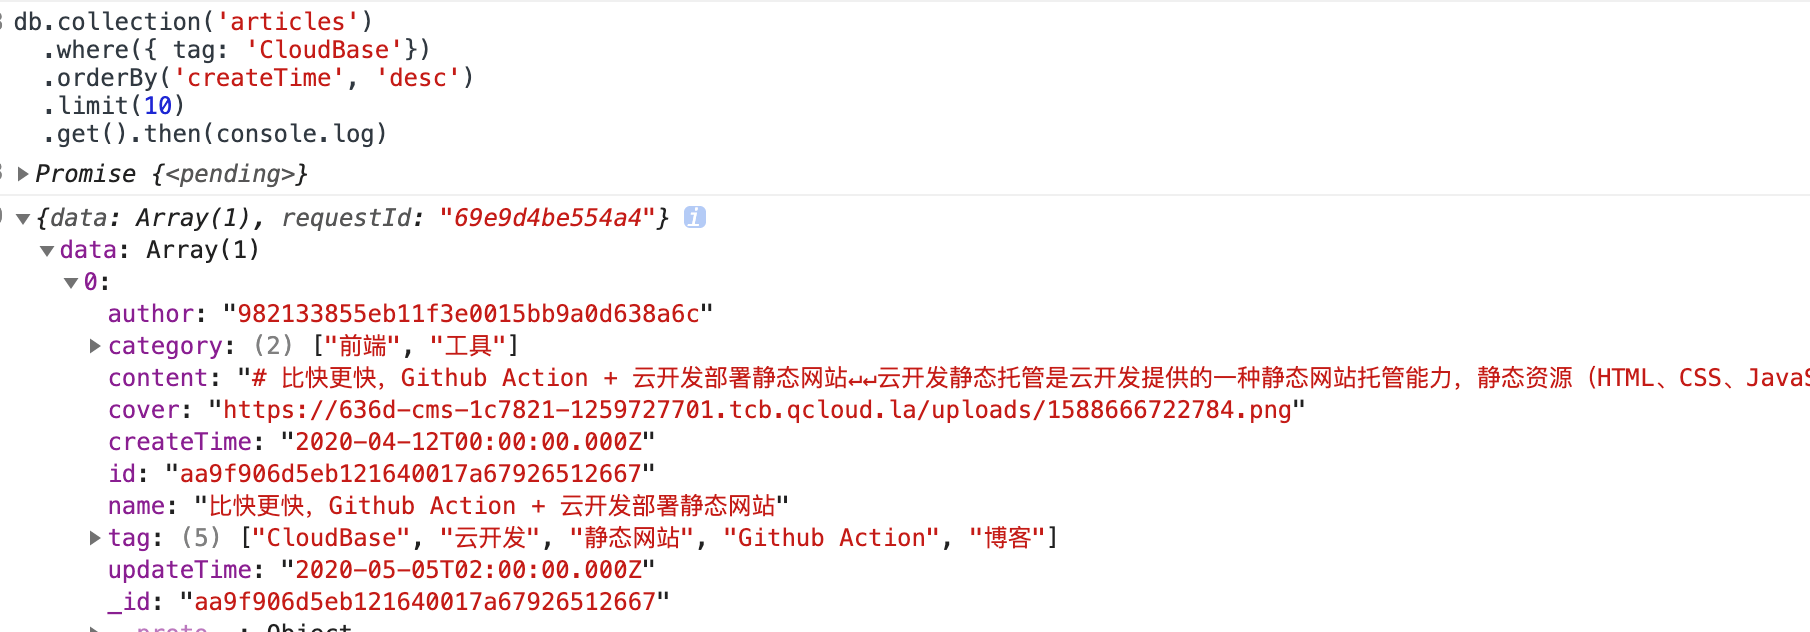 db.collection('articles')
.where({ tag: 'CloudBase'})
.orderBy('createTime', 'desc')
.limit(10)
.get().then(console.log)
Promise {<pending>}
{data: Array(1), requestId: "69e9d4be554a4"} i
data: Array(1)
0:
author: "982133855eb11f3e0015bb9a0d638a6c"
category: (2) ["前端", "工具"]
content: "# 比快更快，Github Action + 云开发部署静态网站↵↵云开发静态托管是云开发提供的一种静态网站托管能力，静态资源（HTML、CSS、JavaS
cover: "https://636d-cms-1c7821-1259727701.tcb.qcloud.la/uploads/1588666722784.png"
createTime: "2020-04-12T00:00:00.000Z"
id: "aa9f906d5eb121640017a67926512667"
name: "比快更快，Github Action + 云开发部署静态网站"
tag: (5) ["CloudBase", "云开发", "静态网站", "Github Action", "博客"]
updateTime: "2020-05-05T02:00:00.000Z"
_id: "aa9f906d5eb121640017a67926512667"
__proto__: Object